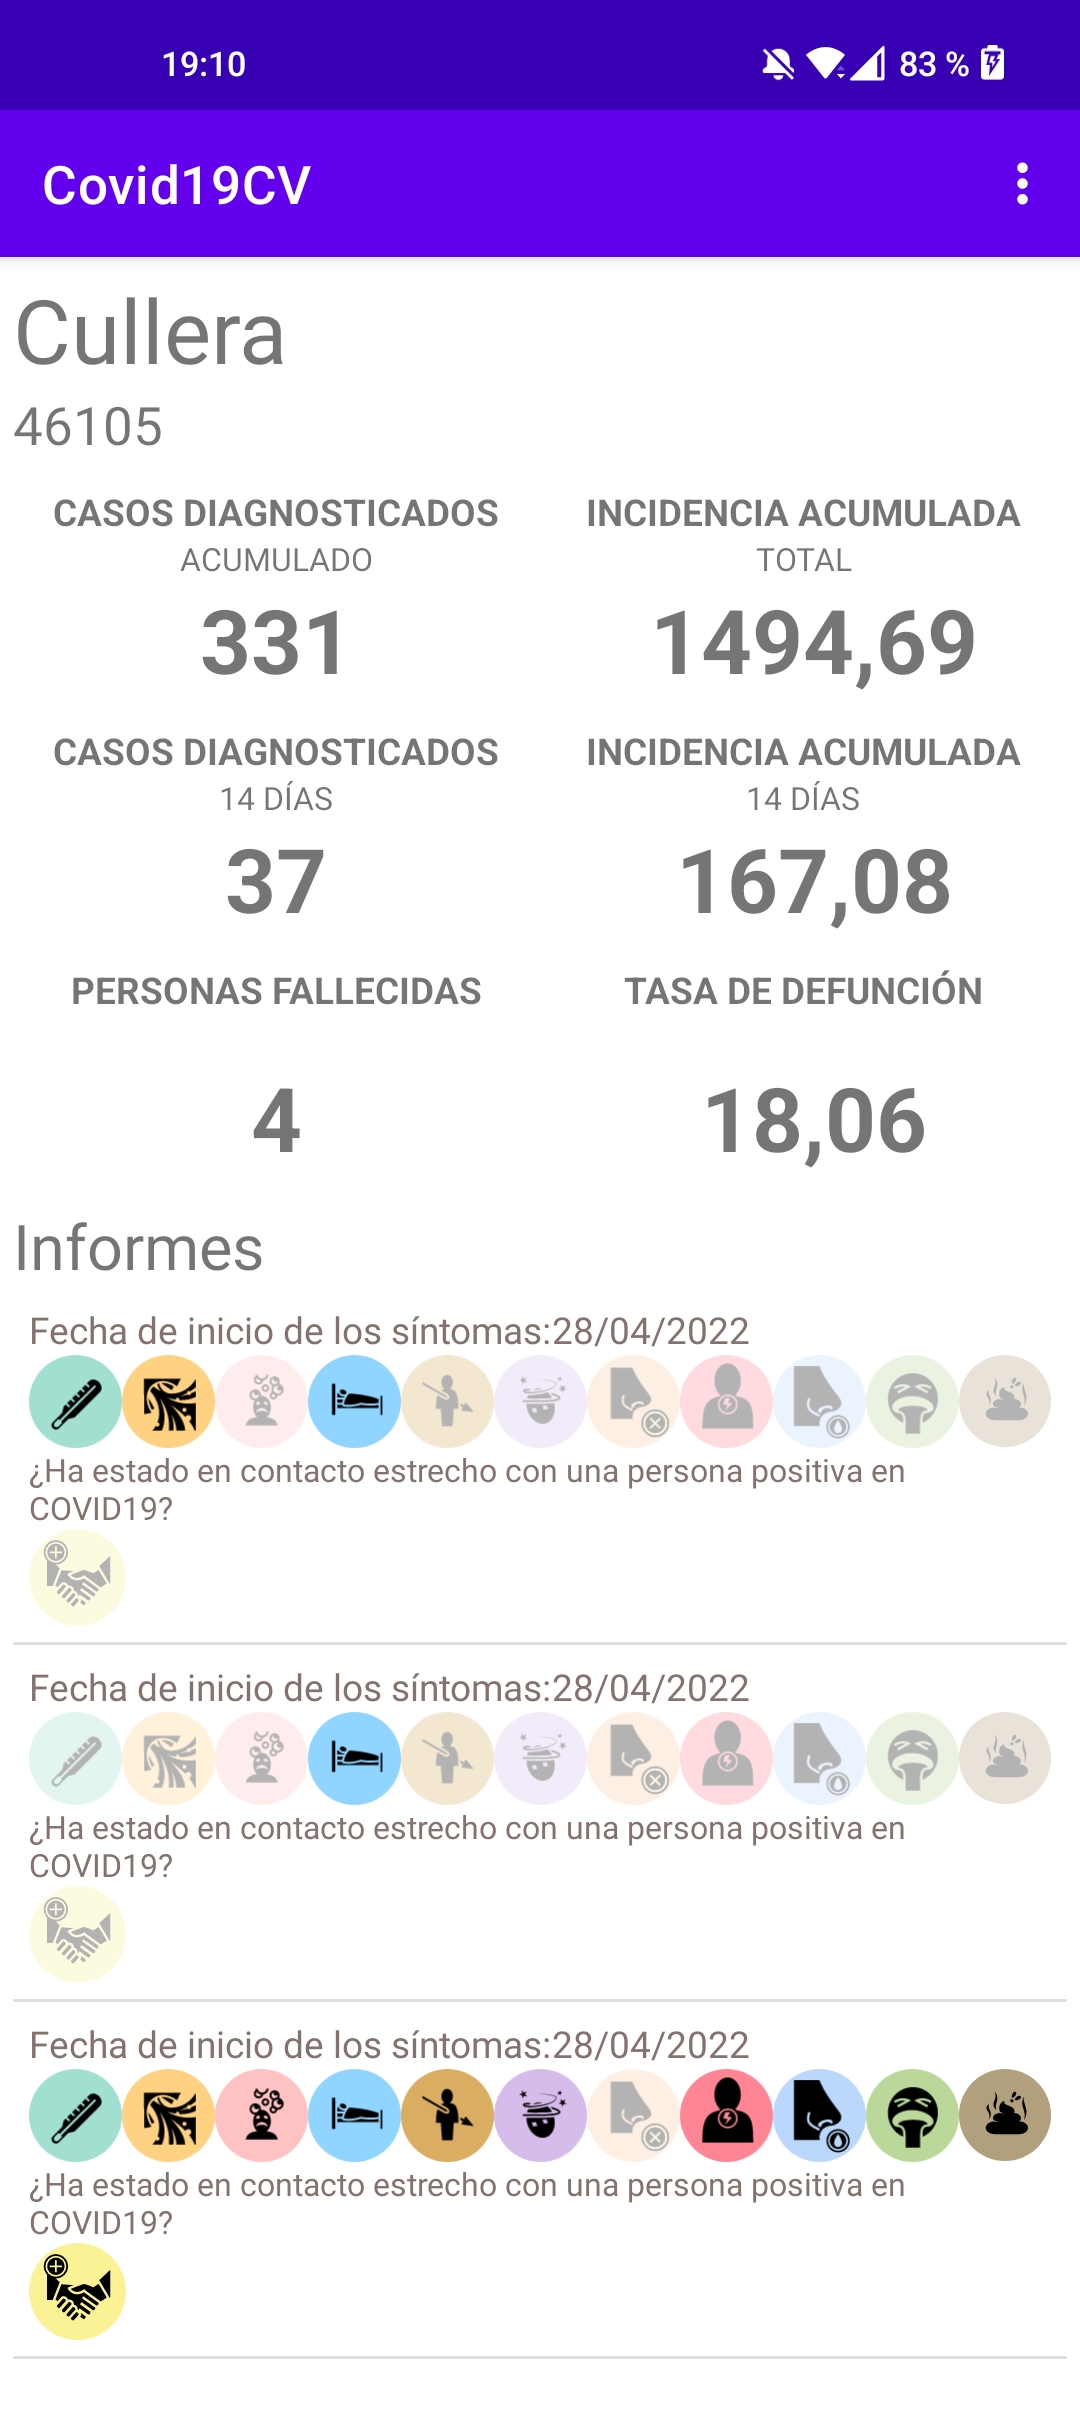 19:10
83 %
Covid19CV
Cullera
46105
CASOS DIAGNOSTICADOS
ACUMULADO
331
INCIDENCIA ACUMULADA
TOTAL
1494,69
CASOS DIAGNOSTICADOS
14 DÍAS
37
INCIDENCIA ACUMULADA
14 DÍAS
167,08
PERSONAS FALLECIDAS
4
TASA DE DEFUNCIÓN
18,06
Informes
Fecha de inicio de los síntomas:28/04/2022
¿Ha estado en contacto estrecho con una persona positiva en
COVID19?
Fecha de inicio de los síntomas:28/04/2022
¿Ha estado en contacto estrecho con una persona positiva en
COVID19?
Fecha de inicio de los síntomas:28/04/2022
¿Ha estado en contacto estrecho con una persona positiva en
COVID19?